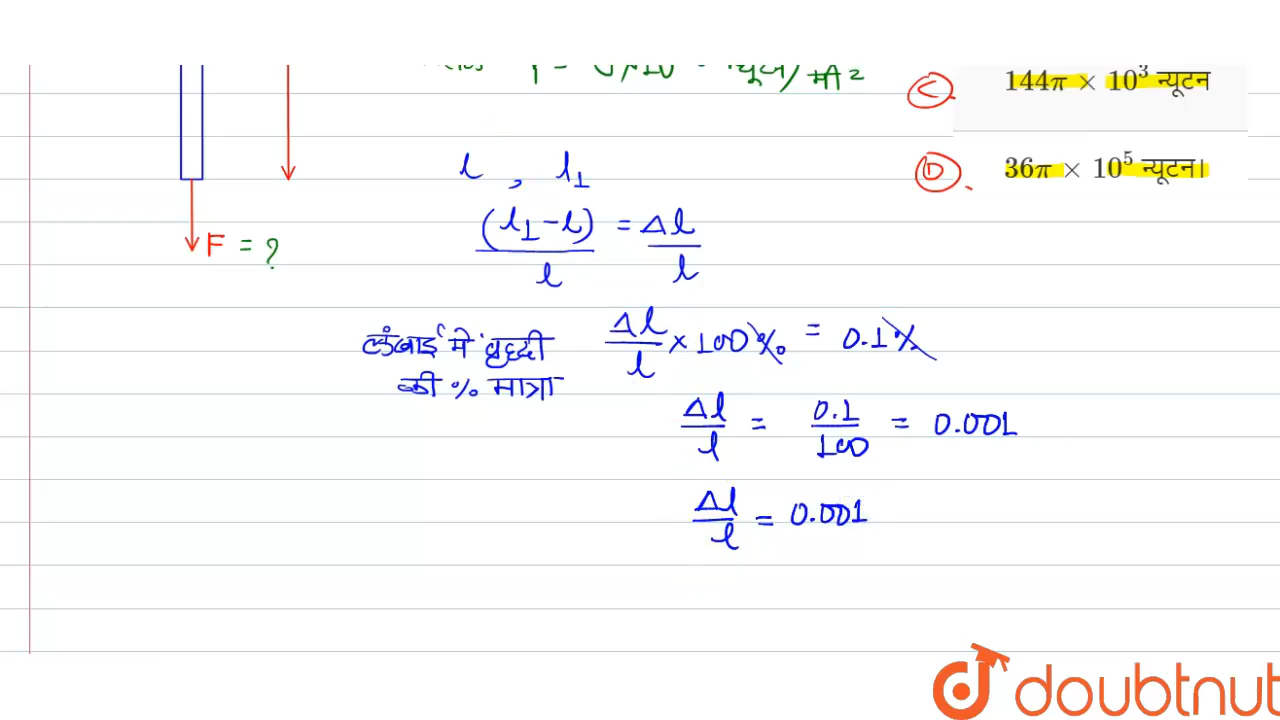 C. 144π × 10³ न्यूटन
l , l₁
D. 36π × 10⁵ न्यूटन।
(l₁-l)/l = Δl/l
F = ?
लंबाई में वृद्दी Δl/l × 100% = 0.1%
की % मात्रा
Δl/l = 0.1/100 = 0.001
Δl/l = 0.001
doubtnut